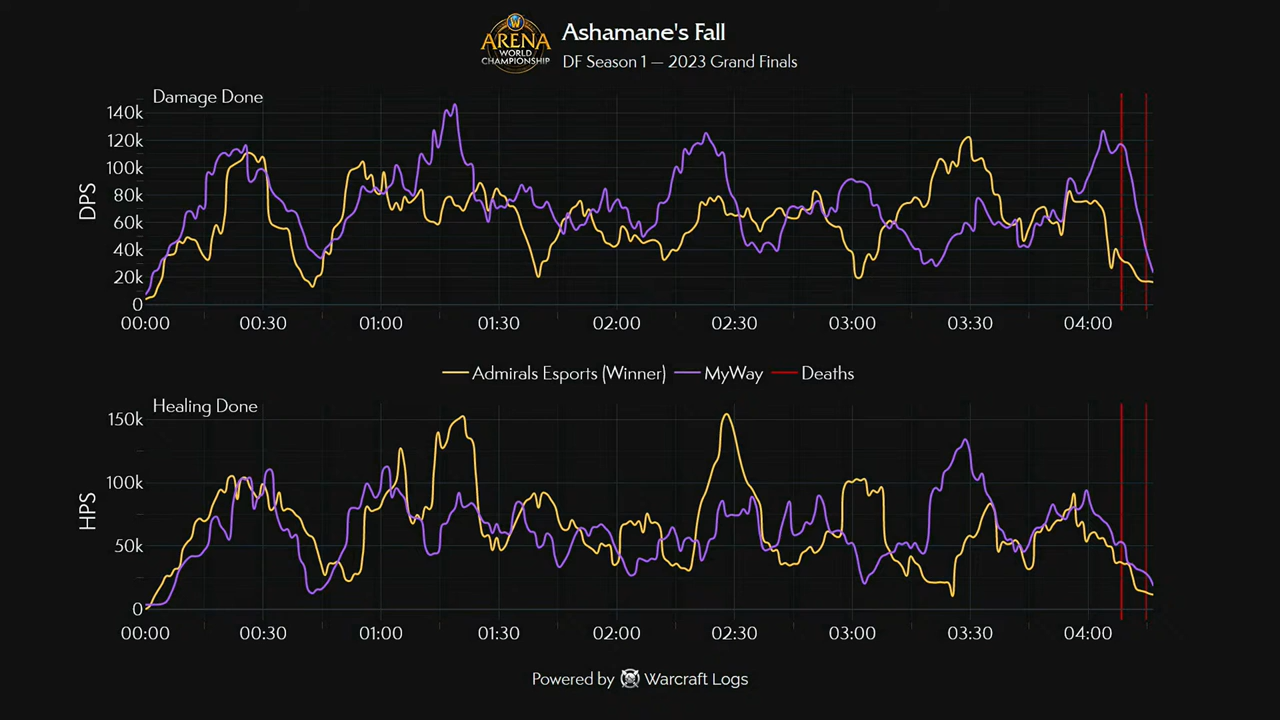 W
ARENA
WORLD
CHAMPIONSHIP
Ashamane's Fall
DF Season 1 — 2023 Grand Finals
Damage Done
DPS
140k
120k
100k
80k
60k
40k
20k
0
00:00 00:30 01:00 01:30 02:00 02:30 03:00 03:30 04:00
Admirals Esports (Winner) MyWay Deaths
Healing Done
HPS
150k
100k
50k
0
00:00 00:30 01:00 01:30 02:00 02:30 03:00 03:30 04:00
Powered by Warcraft Logs